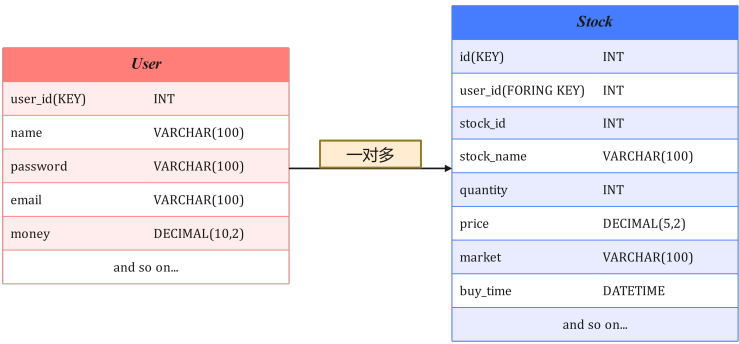 User
user_id(KEY) INT
name VARCHAR(100)
password VARCHAR(100)
email VARCHAR(100)
money DECIMAL(10,2)
and so on...
一对多
Stock
id(KEY) INT
user_id(FORING KEY) INT
stock_id INT
stock_name VARCHAR(100)
quantity INT
price DECIMAL(5,2)
market VARCHAR(100)
buy_time DATETIME
and so on...